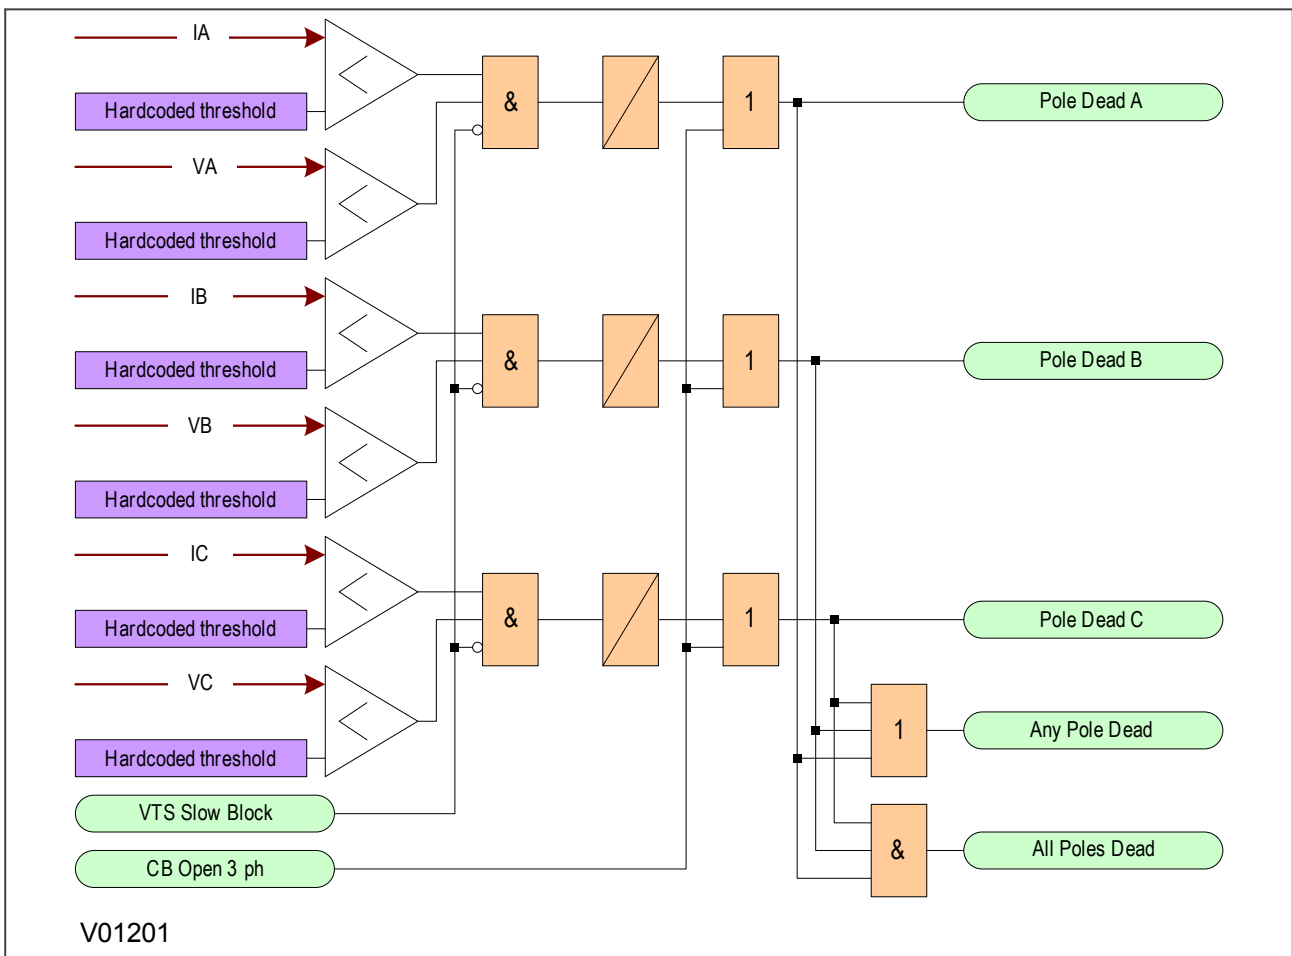 IA
Hardcoded threshold
& 1 Pole Dead A
VA
Hardcoded threshold
IB
Hardcoded threshold
& 1 Pole Dead B
VB
Hardcoded threshold
IC
Hardcoded threshold
& 1 Pole Dead C
VC
1 Any Pole Dead
Hardcoded threshold
VTS Slow Block
& All Poles Dead
CB Open 3 ph
V01201